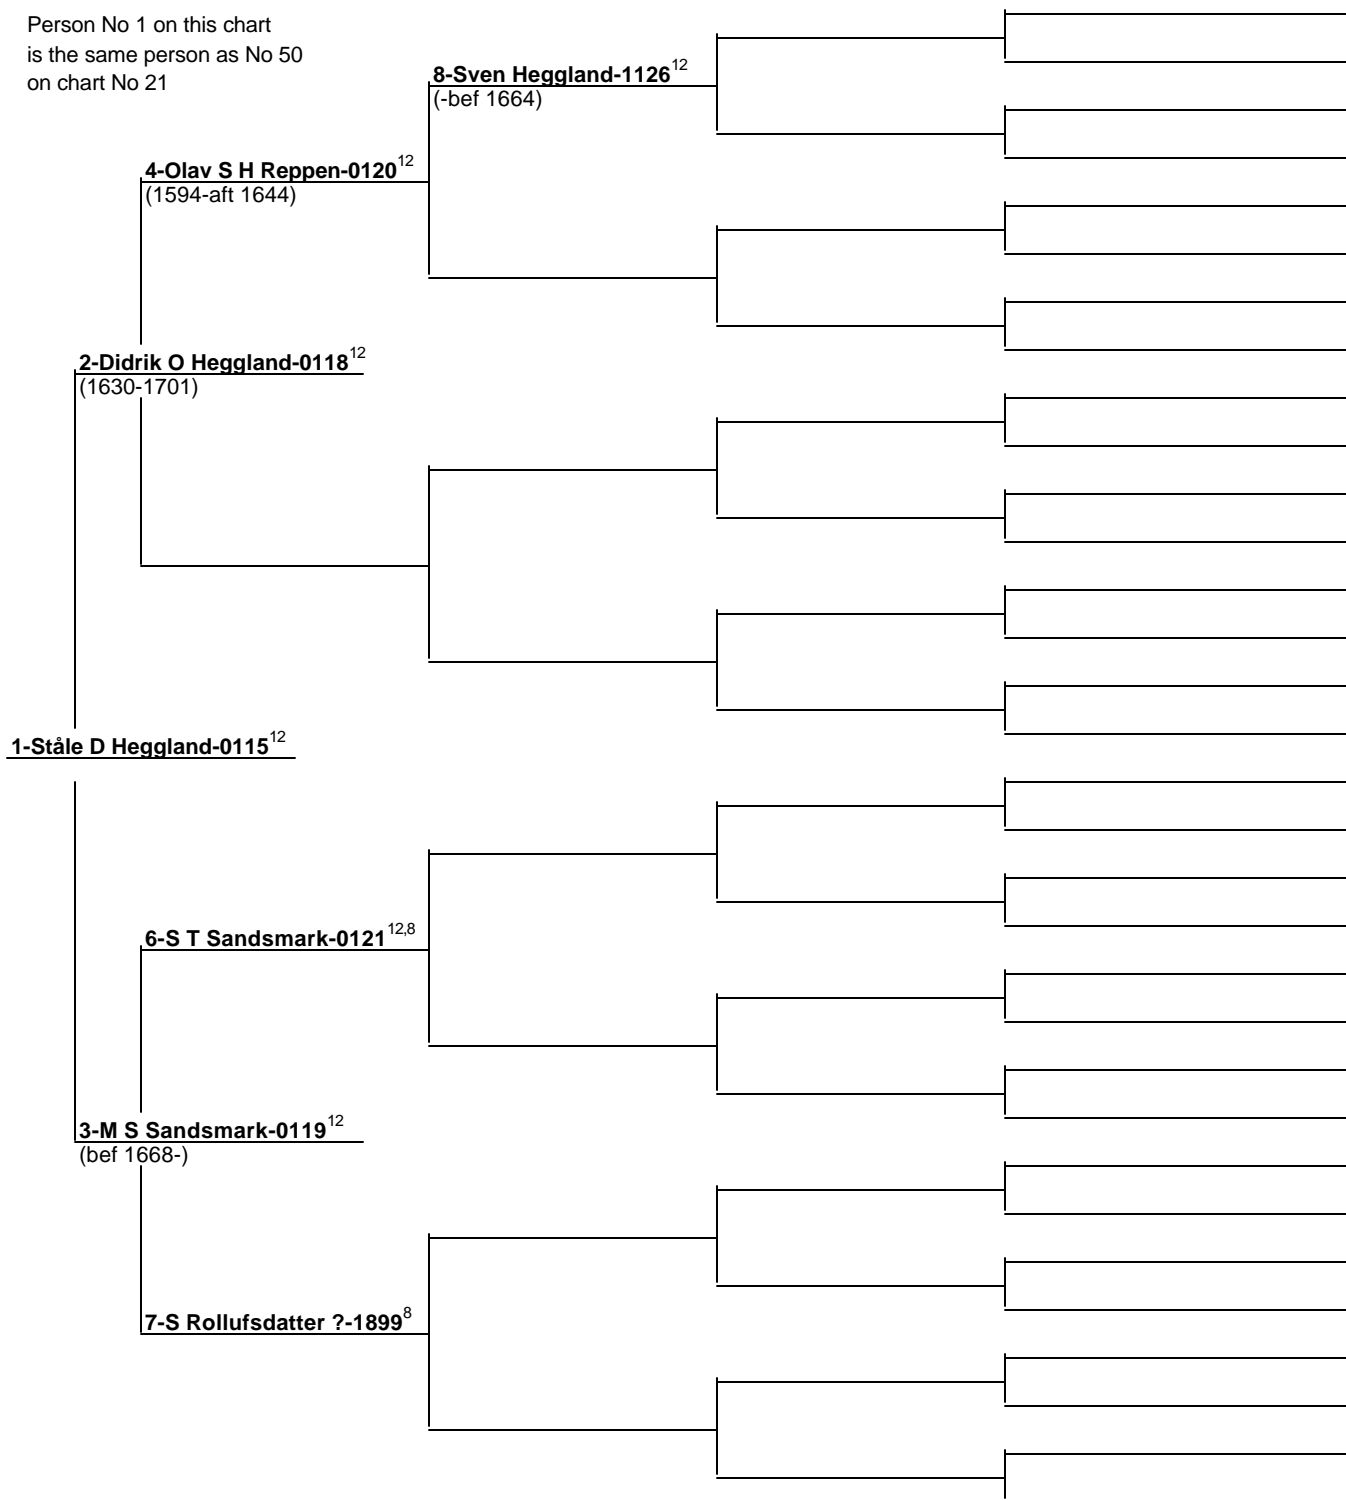 Person No 1 on this chart
is the same person as No 50
on chart No 21
8-Sven Heggland-1126¹²
(-bef 1664)
4-Olav S H Reppen-0120¹²
(1594-aft 1644)
2-Didrik O Heggland-0118¹²
(1630-1701)
1-Ståle D Heggland-0115¹²
6-S T Sandsmark-0121¹²,⁸
3-M S Sandsmark-0119¹²
(bef 1668-)
7-S Rollufsdatter ?-1899⁸